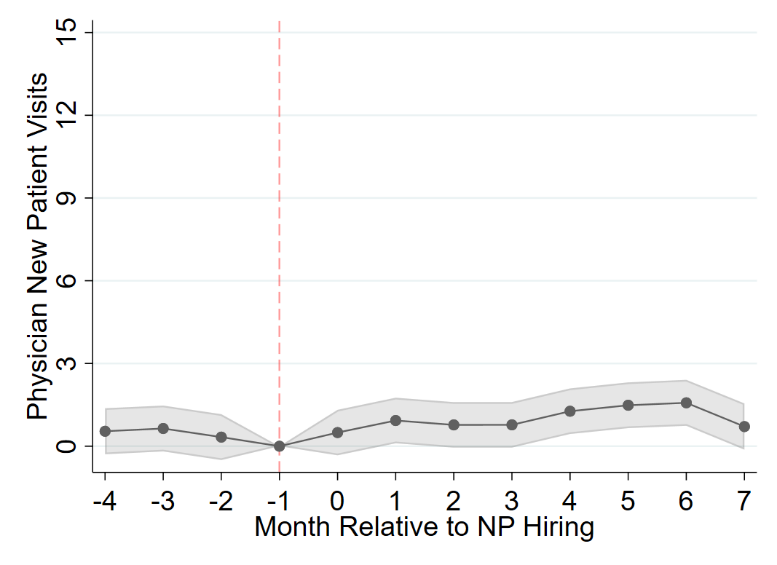 Physician New Patient Visits
15
12
9
6
3
0
-4 -3 -2 -1 0 1 2 3 4 5 6 7
Month Relative to NP Hiring